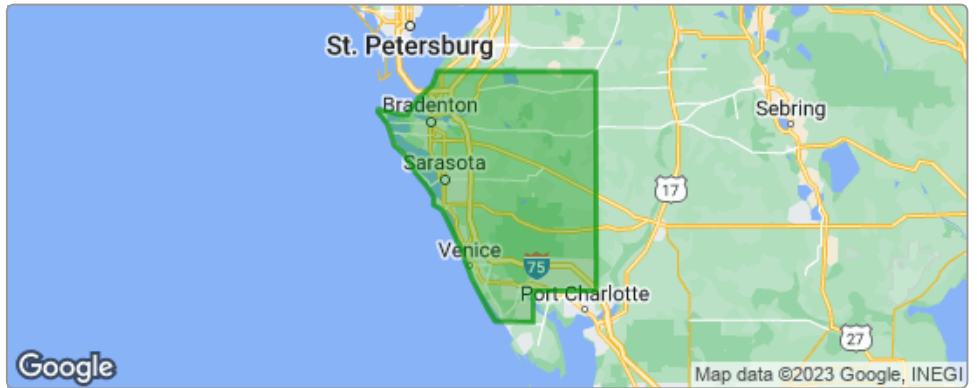 St. Petersburg
Bradenton
Sebring
Sarasota
17
Venice
75
Port Charlotte
27
Google
Map data ©2023 Google, INEGI